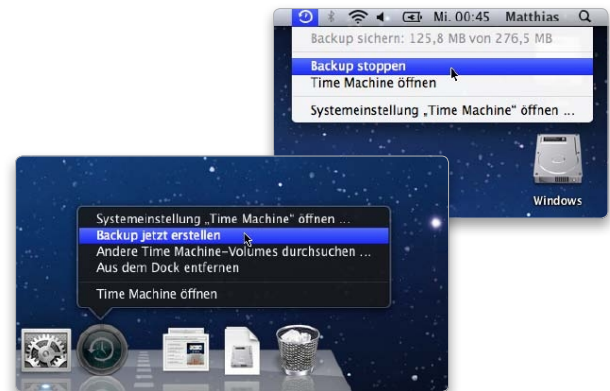 Mi. 00:45 Matthias
Backup sichern: 125,8 MB von 276,5 MB
Backup stoppen
Time Machine öffnen
Systemeinstellung „Time Machine“ öffnen ...
Windows
Systemeinstellung „Time Machine“ öffnen ...
Backup jetzt erstellen
Andere Time Machine-Volumes durchsuchen ...
Aus dem Dock entfernen
Time Machine öffnen